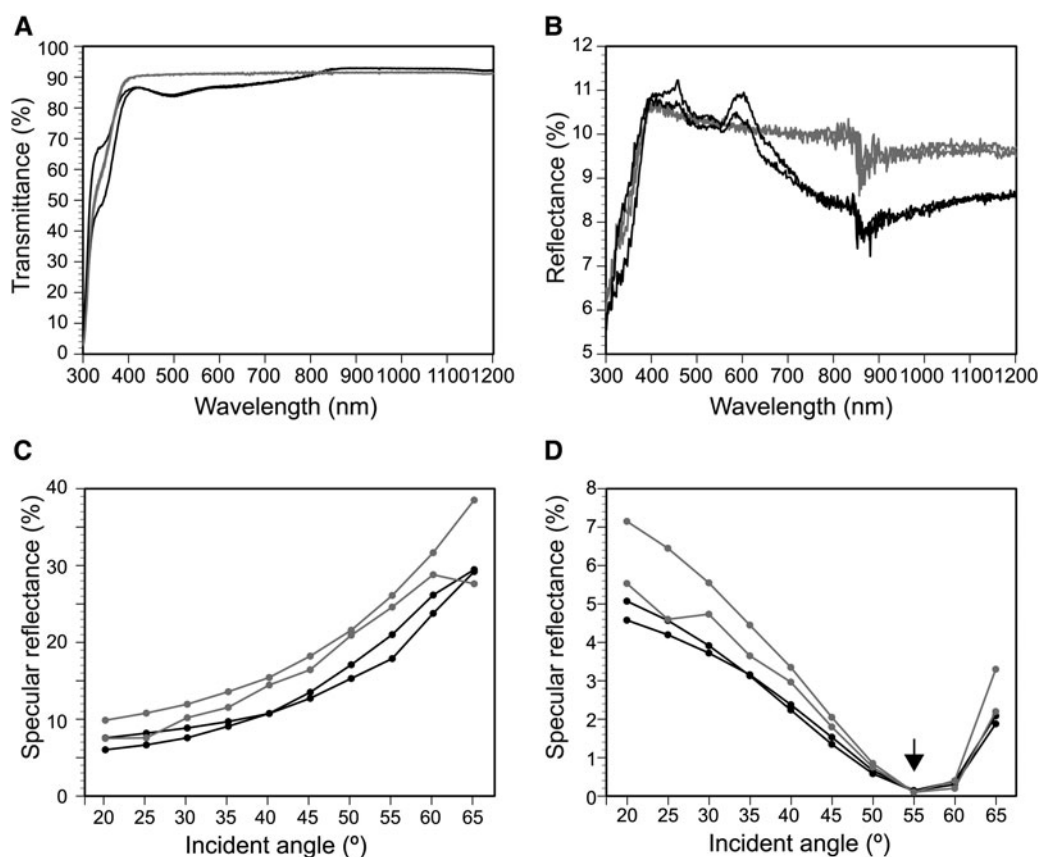 A
Transmittance (%)
100
90
80
70
60
50
40
30
20
10
0
300 400 500 600 700 800 900 1000 1100 1200
Wavelength (nm)
B
Reflectance (%)
12
11
10
9
8
7
6
5
300 400 500 600 700 800 900 1000 1100 1200
Wavelength (nm)
C
Specular reflectance (%)
40
30
20
10
0
20 25 30 35 40 45 50 55 60 65
Incident angle (º)
D
Specular reflectance (%)
8
7
6
5
4
3
2
1
0
20 25 30 35 40 45 50 55 60 65
Incident angle (º)